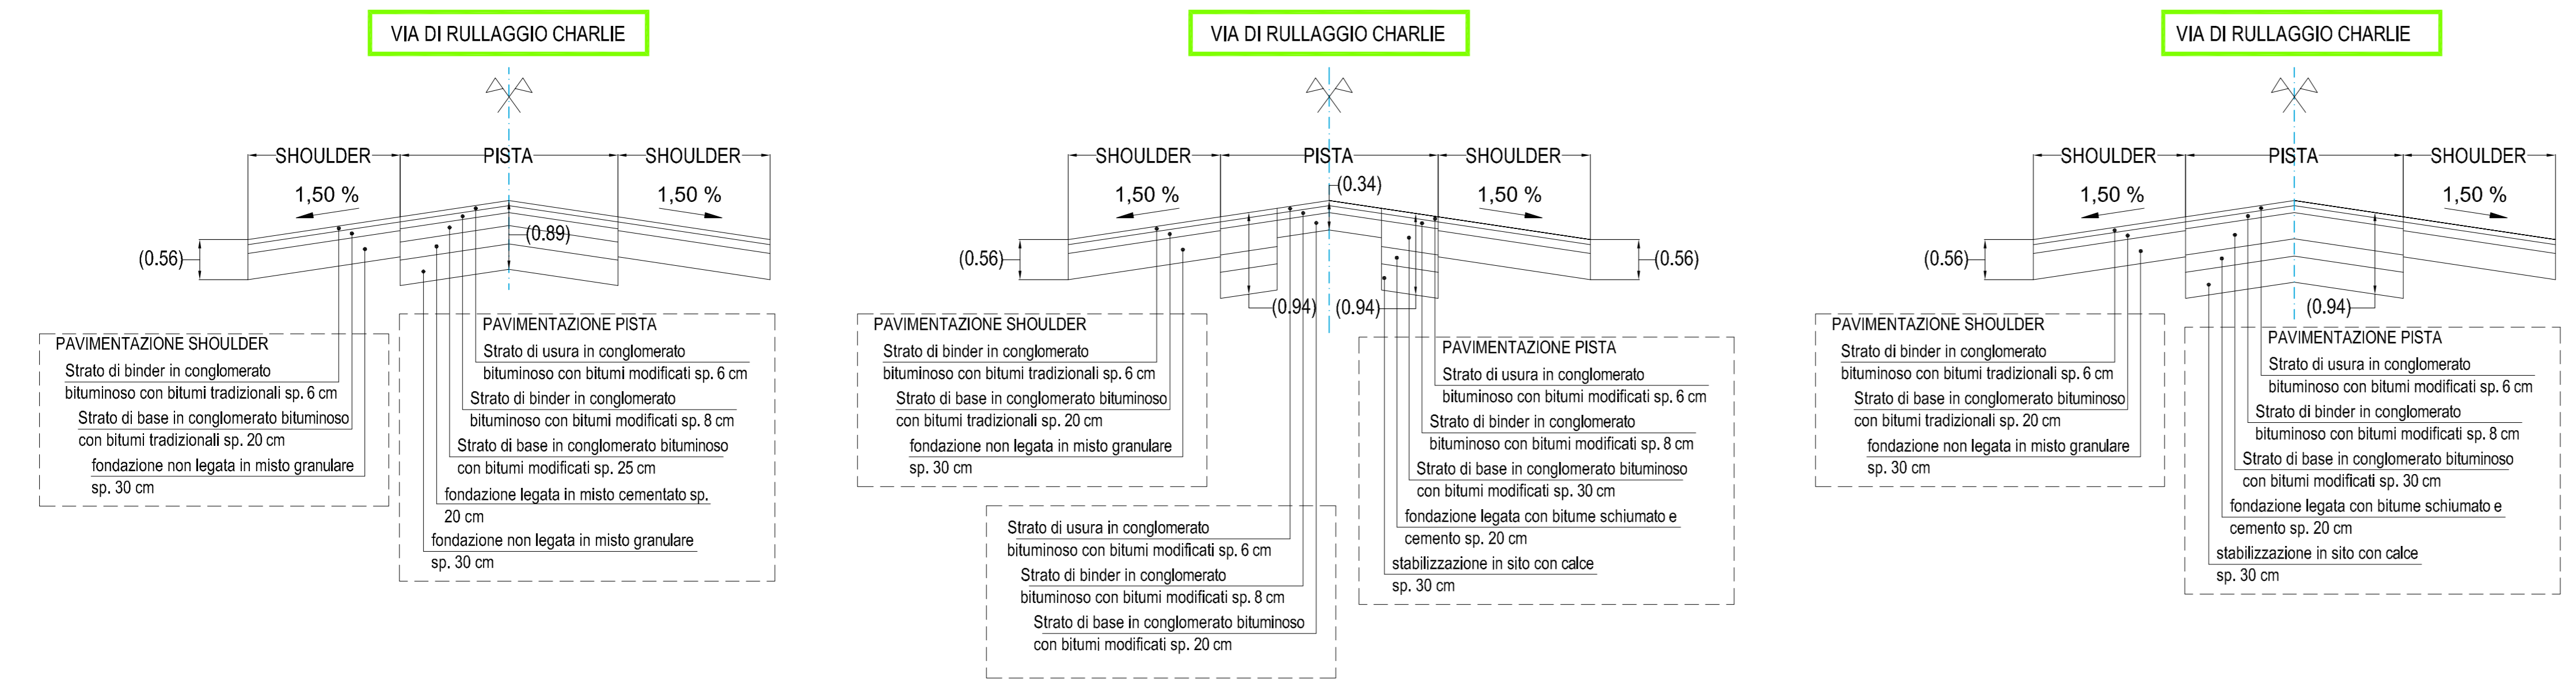 VIA DI RULLAGGIO CHARLIE
SHOULDER
PISTA
SHOULDER
1,50 %
1,50 %
(0.89)
(0.56)
PAVIMENTAZIONE SHOULDER
Strato di binder in conglomerato
bituminoso con bitumi tradizionali sp. 6 cm
Strato di base in conglomerato bituminoso
con bitumi tradizionali sp. 20 cm
fondazione non legata in misto granulare
sp. 30 cm
PAVIMENTAZIONE PISTA
Strato di usura in conglomerato
bituminoso con bitumi modificati sp. 6 cm
Strato di binder in conglomerato
bituminoso con bitumi modificati sp. 8 cm
Strato di base in conglomerato bituminoso
con bitumi modificati sp. 25 cm
fondazione legata in misto cementato sp.
20 cm
fondazione non legata in misto granulare
sp. 30 cm
VIA DI RULLAGGIO CHARLIE
SHOULDER
PISTA
SHOULDER
1,50 %
(0.34)
1,50 %
(0.56)
(0.56)
(0.94)
(0.94)
PAVIMENTAZIONE SHOULDER
Strato di binder in conglomerato
bituminoso con bitumi tradizionali sp. 6 cm
Strato di base in conglomerato bituminoso
con bitumi tradizionali sp. 20 cm
fondazione non legata in misto granulare
sp. 30 cm
Strato di usura in conglomerato
bituminoso con bitumi modificati sp. 6 cm
Strato di binder in conglomerato
bituminoso con bitumi modificati sp. 8 cm
Strato di base in conglomerato bituminoso
con bitumi modificati sp. 20 cm
PAVIMENTAZIONE PISTA
Strato di usura in conglomerato
bituminoso con bitumi modificati sp. 6 cm
Strato di binder in conglomerato
bituminoso con bitumi modificati sp. 8 cm
Strato di base in conglomerato bituminoso
con bitumi modificati sp. 30 cm
fondazione legata con bitume schiumato e
cemento sp. 20 cm
stabilizzazione in sito con calce
sp. 30 cm
VIA DI RULLAGGIO CHARLIE
SHOULDER
PISTA
SHOULDER
1,50 %
1,50 %
(0.56)
(0.94)
PAVIMENTAZIONE SHOULDER
Strato di binder in conglomerato
bituminoso con bitumi tradizionali sp. 6 cm
Strato di base in conglomerato bituminoso
con bitumi tradizionali sp. 20 cm
fondazione non legata in misto granulare
sp. 30 cm
PAVIMENTAZIONE PISTA
Strato di usura in conglomerato
bituminoso con bitumi modificati sp. 6 cm
Strato di binder in conglomerato
bituminoso con bitumi modificati sp. 8 cm
Strato di base in conglomerato bituminoso
con bitumi modificati sp. 30 cm
fondazione legata con bitume schiumato e
cemento sp. 20 cm
stabilizzazione in sito con calce
sp. 30 cm